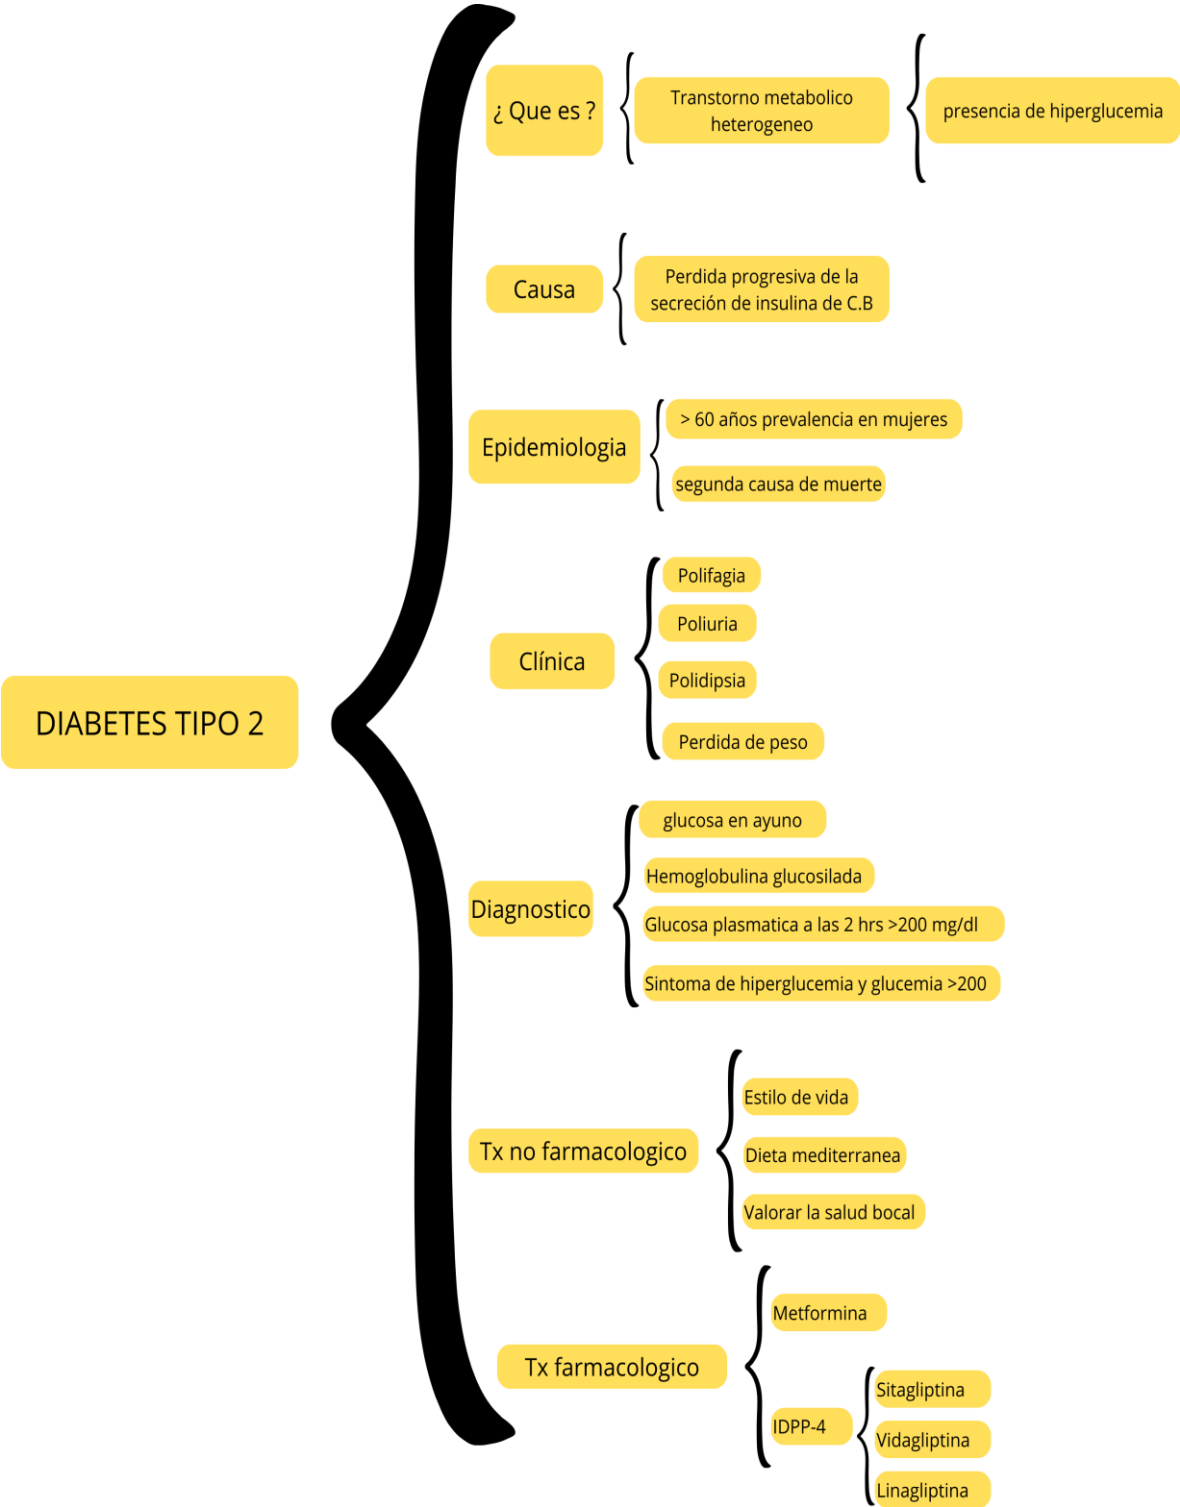 ¿ Que es ?
Transtorno metabolico
heterogeneo
presencia de hiperglucemia
Causa
Perdida progresiva de la
secreción de insulina de C.B
Epidemiologia
> 60 años prevalencia en mujeres
segunda causa de muerte
Clínica
Polifagia
Poliuria
Polidipsia
Perdida de peso
DIABETES TIPO 2
Diagnostico
glucosa en ayuno
Hemoglobulina glucosilada
Glucosa plasmatica a las 2 hrs >200 mg/dl
Sintoma de hiperglucemia y glucemia >200
Tx no farmacologico
Estilo de vida
Dieta mediterranea
Valorar la salud bocal
Tx farmacologico
Metformina
IDPP-4
Sitagliptina
Vidagliptina
Linagliptina